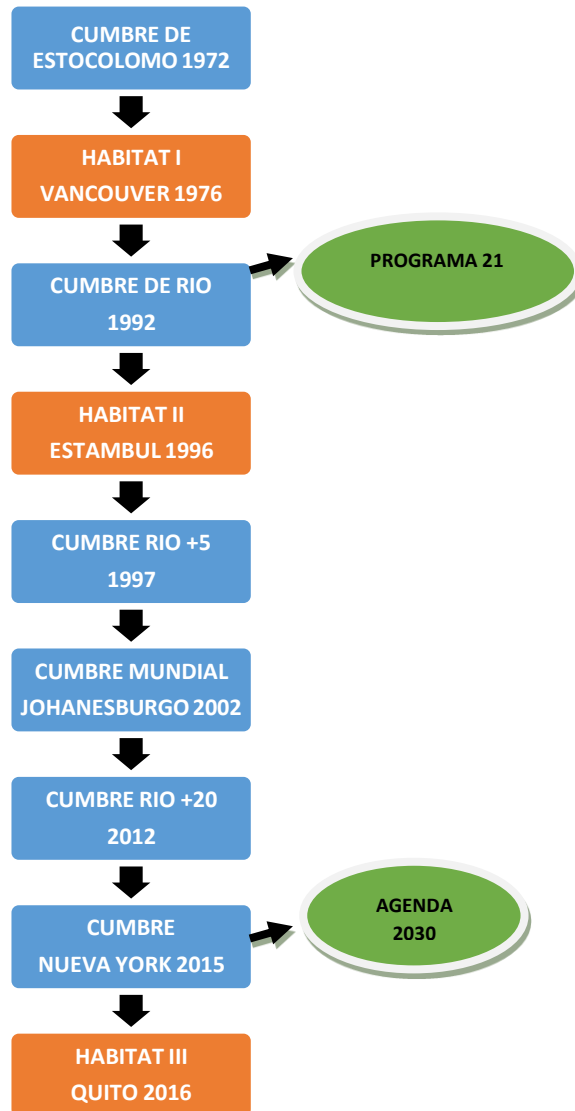 CUMBRE DE
ESTOCOLOMO 1972
HABITAT I
VANCOUVER 1976
CUMBRE DE RIO
1992
PROGRAMA 21
HABITAT II
ESTAMBUL 1996
CUMBRE RIO +5
1997
CUMBRE MUNDIAL
JOHANESBURGO 2002
CUMBRE RIO +20
2012
CUMBRE
NUEVA YORK 2015
AGENDA
2030
HABITAT III
QUITO 2016